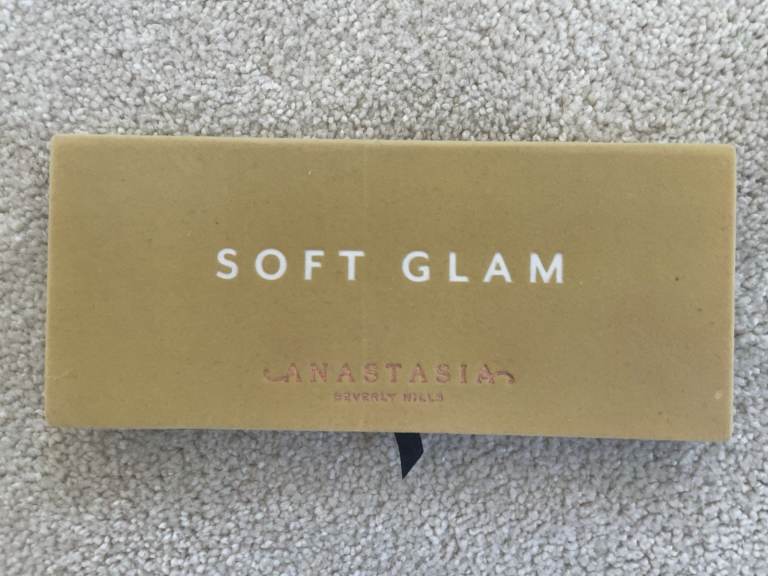 SOFT GLAM
ANASTASIA
BEVERLY HILLS